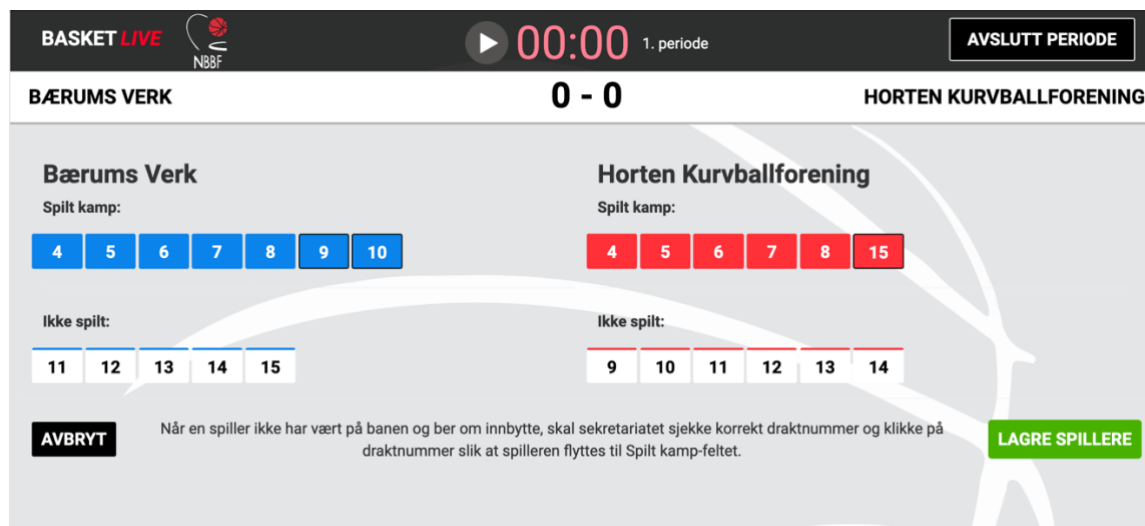 BASKET LIVE
NBBF
00:00 1. periode
AVSLUTT PERIODE
BÆRUMS VERK
0 - 0
HORTEN KURVBALLFORENING
Bærums Verk
Spilt kamp:
4 5 6 7 8 9 10
Ikke spilt:
11 12 13 14 15
Horten Kurvballforening
Spilt kamp:
4 5 6 7 8 15
Ikke spilt:
9 10 11 12 13 14
AVBRYT
Når en spiller ikke har vært på banen og ber om innbytte, skal sekretariatet sjekke korrekt draktnummer og klikke på
draktnummer slik at spilleren flyttes til Spilt kamp-feltet.
LAGRE SPILLERE